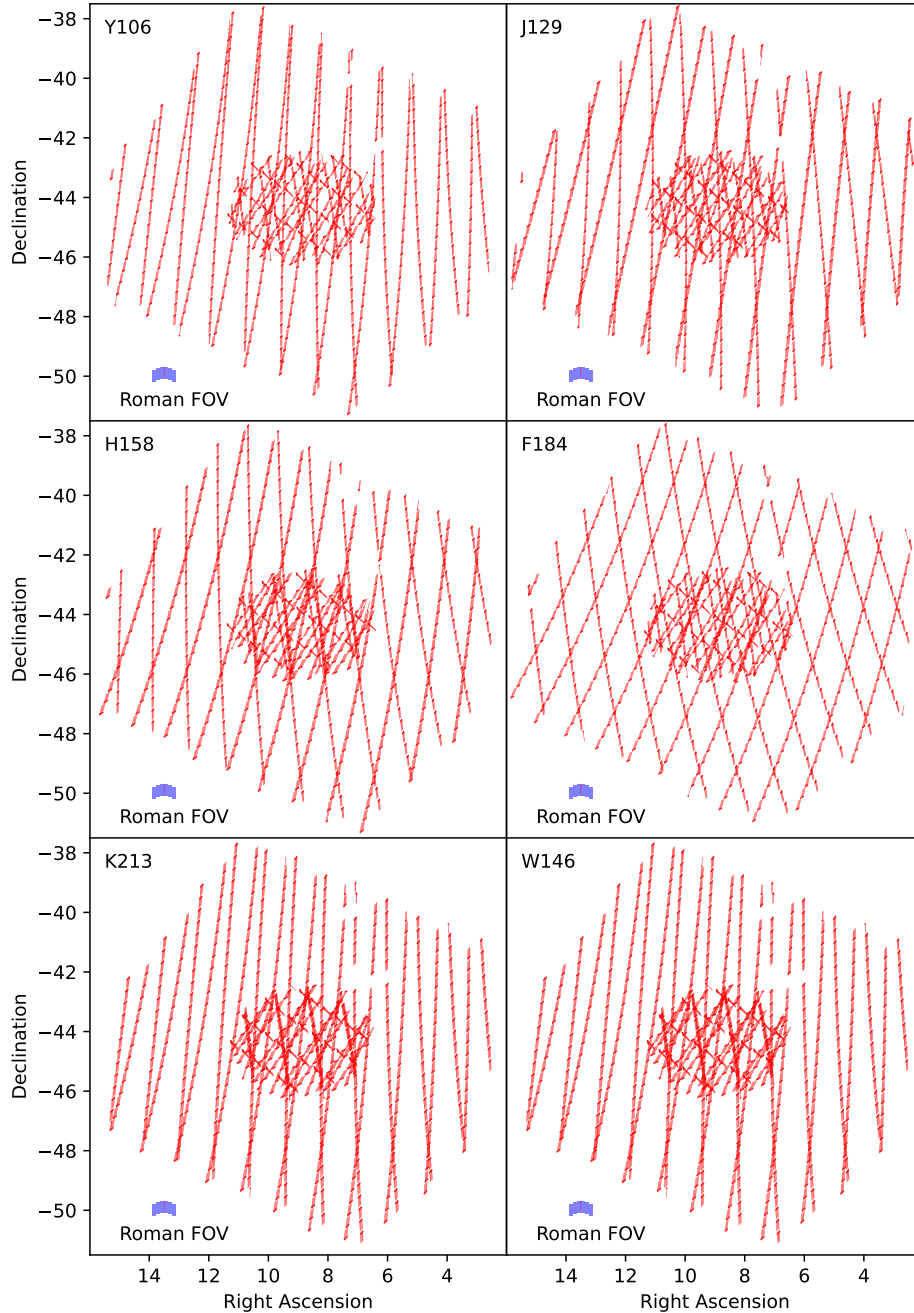 Y106
J129
−38
−40
−42
−44
−46
−48
−50
Declination
Roman FOV
Roman FOV
H158
F184
−38
−40
−42
−44
−46
−48
−50
Declination
Roman FOV
Roman FOV
K213
W146
−38
−40
−42
−44
−46
−48
−50
Declination
Roman FOV
Roman FOV
14 12 10 8 6 4
14 12 10 8 6 4
Right Ascension
Right Ascension